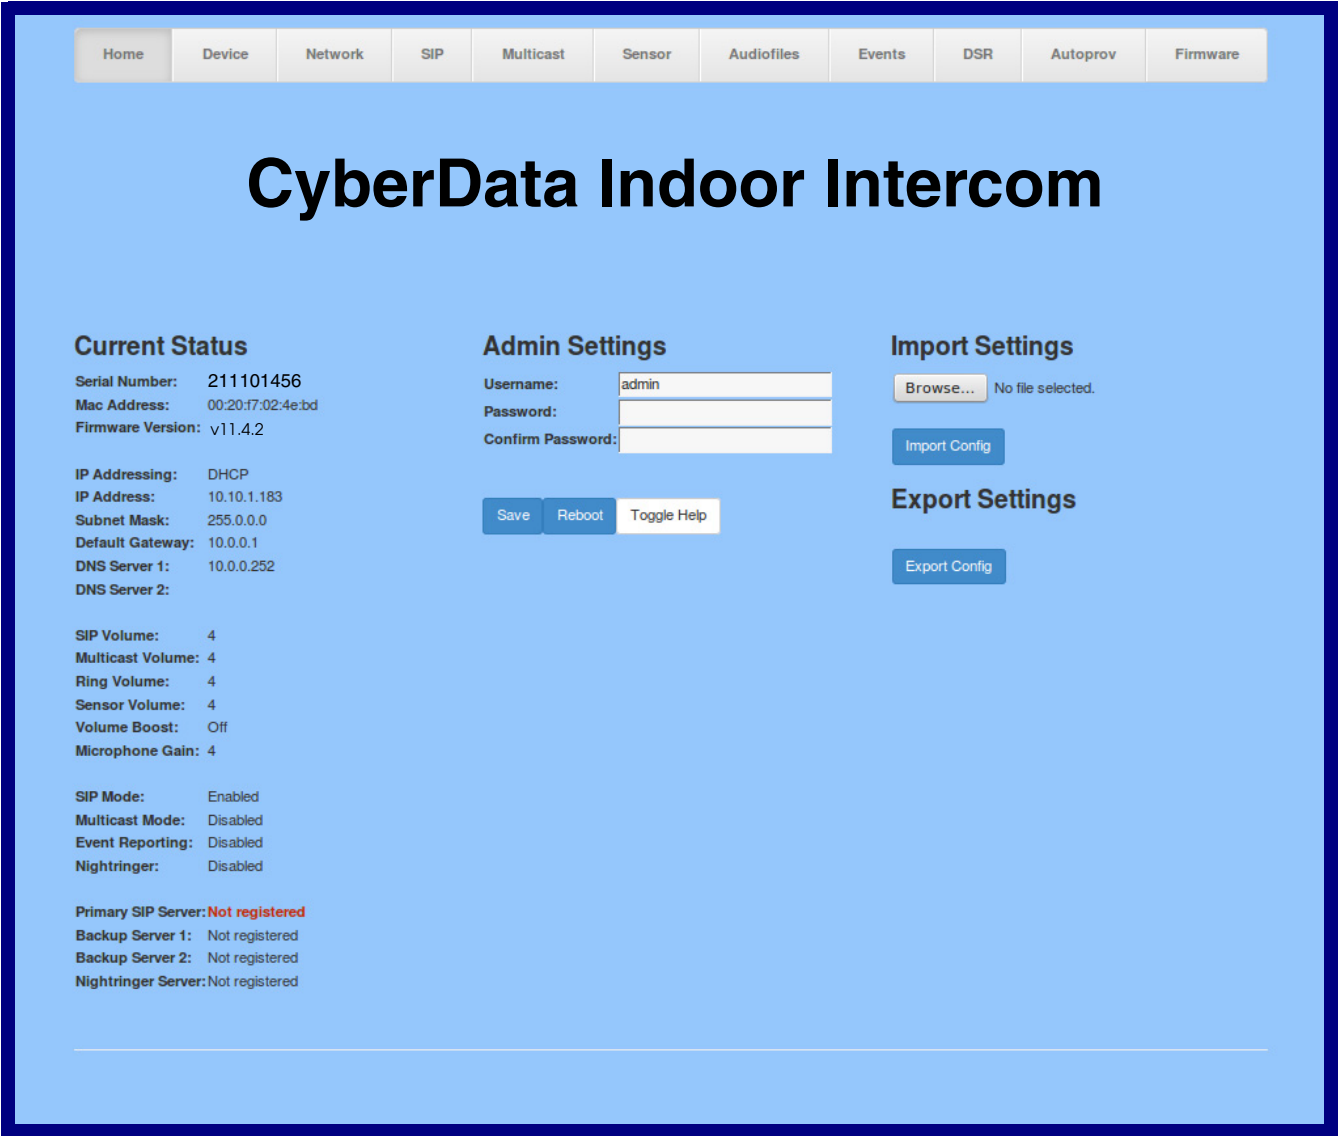 Home Device Network SIP Multicast Sensor Audiofiles Events DSR Autoprov Firmware
CyberData Indoor Intercom
Current Status
Serial Number: 211101456
Mac Address: 00:20:f7:02:4e:bd
Firmware Version: v11.4.2
IP Addressing: DHCP
IP Address: 10.10.1.183
Subnet Mask: 255.0.0.0
Default Gateway: 10.0.0.1
DNS Server 1: 10.0.0.252
DNS Server 2:
SIP Volume: 4
Multicast Volume: 4
Ring Volume: 4
Sensor Volume: 4
Volume Boost: Off
Microphone Gain: 4
SIP Mode: Enabled
Multicast Mode: Disabled
Event Reporting: Disabled
Nightringer: Disabled
Primary SIP Server: Not registered
Backup Server 1: Not registered
Backup Server 2: Not registered
Nightringer Server: Not registered
Admin Settings
Username: admin
Password:
Confirm Password:
Save Reboot Toggle Help
Import Settings
Browse... No file selected.
Import Config
Export Settings
Export Config